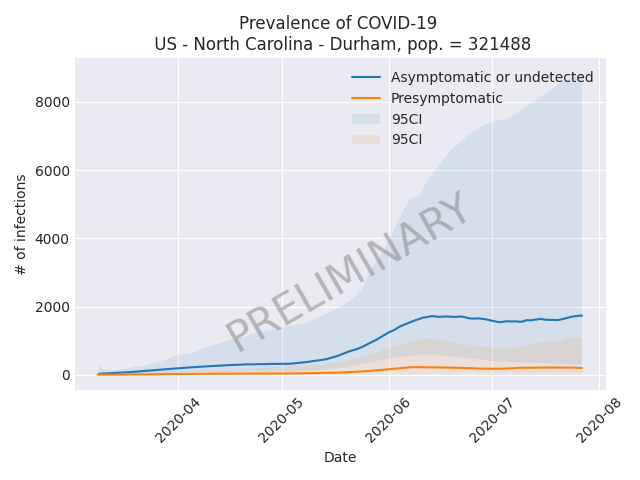 Prevalence of COVID-19
US - North Carolina - Durham, pop. = 321488
Asymptomatic or undetected
Presymptomatic
95CI
95CI
PRELIMINARY
# of infections
8000
6000
4000
2000
0
2020-04
2020-05
2020-06
2020-07
2020-08
Date